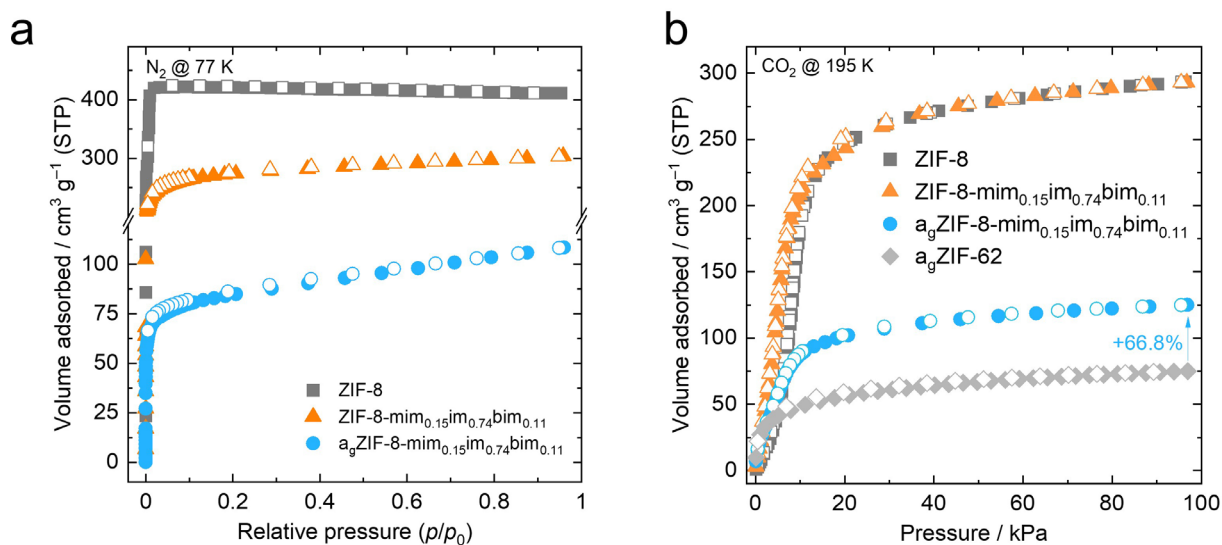 a
N₂ @ 77 K
Volume adsorbed / cm³ g⁻¹ (STP)
400
300
100
75
50
25
0
ZIF-8
ZIF-8-mim₀.₁₅im₀.₇₄bim₀.₁₁
agZIF-8-mim₀.₁₅im₀.₇₄bim₀.₁₁
0 0.2 0.4 0.6 0.8 1
Relative pressure (p/p₀)
b
CO₂ @ 195 K
Volume adsorbed / cm³ g⁻¹ (STP)
300
250
200
150
100
50
0
ZIF-8
ZIF-8-mim₀.₁₅im₀.₇₄bim₀.₁₁
agZIF-8-mim₀.₁₅im₀.₇₄bim₀.₁₁
agZIF-62
+66.8%
0 20 40 60 80 100
Pressure / kPa